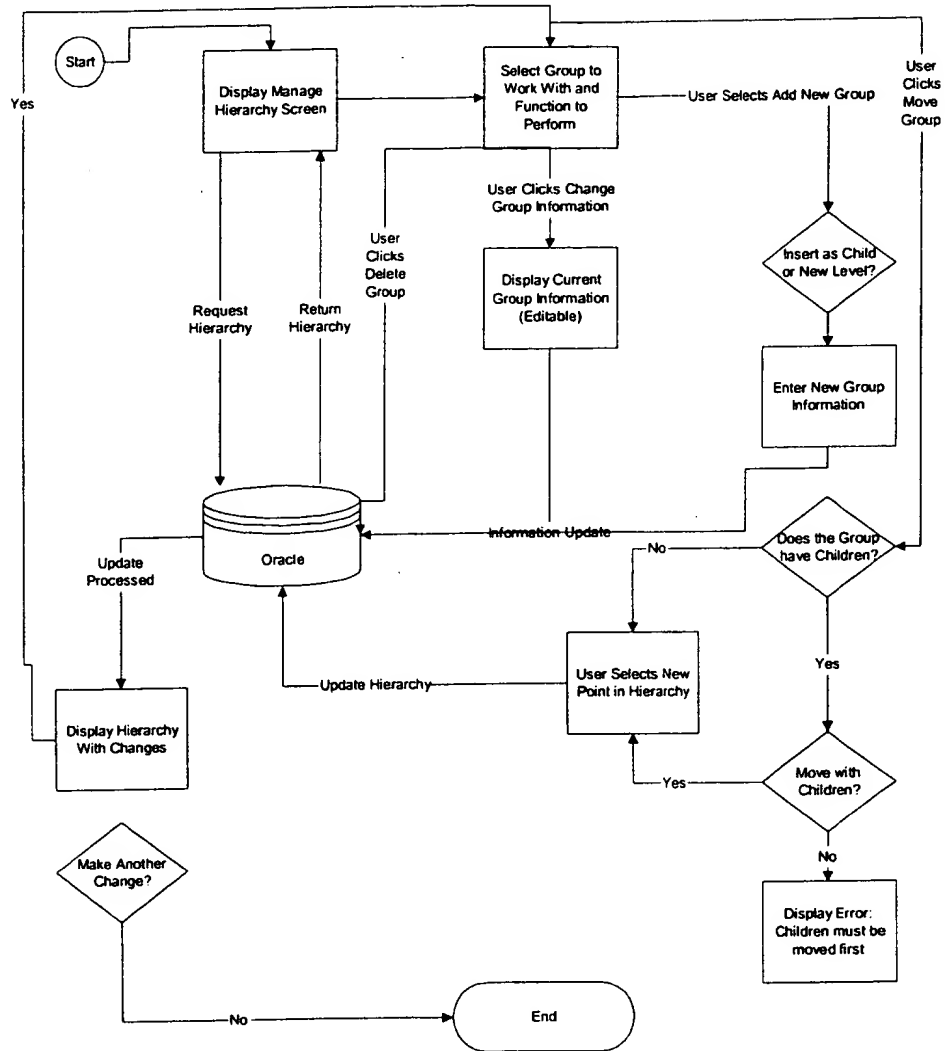 Start
Yes
Display Manage
Hierarchy Screen
Select Group to
Work With and
Function to
Perform
User Selects Add New Group
User
Clicks
Move
Group
User Clicks Change
Group Information
User
Clicks
Delete
Group
Insert as Child
or New Level?
Display Current
Group Information
(Editable)
Request
Hierarchy
Return
Hierarchy
Enter New Group
Information
Information Update
Oracle
Does the Group
have Children?
No
Update
Processed
Yes
Update Hierarchy
User Selects New
Point in Hierarchy
Display Hierarchy
With Changes
Yes
Move with
Children?
No
Make Another
Change?
Display Error:
Children must be
moved first
No
End